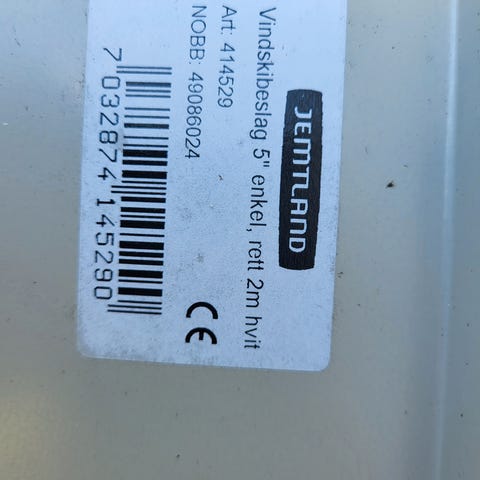 JEMTLAND
Vindskibeslag 5" enkel, rett 2m hvit
Art: 414529
NOBB: 49086024
CE
7 032874 145290